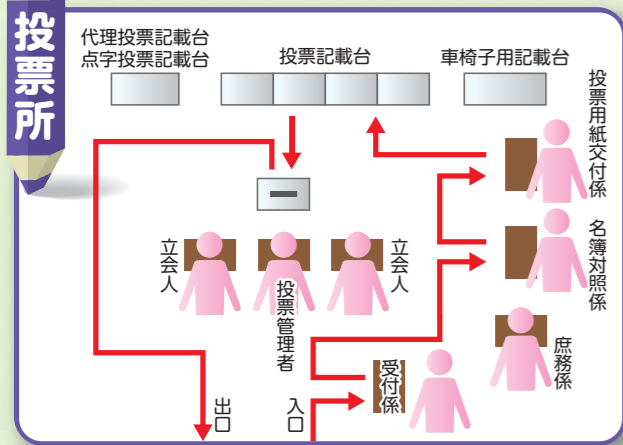 投票所
代理投票記載台
点字投票記載台
投票記載台
車椅子用記載台
投票用紙交付係
名簿対照係
立会人
投票管理者
立会人
庶務係
受付係
出口
入口